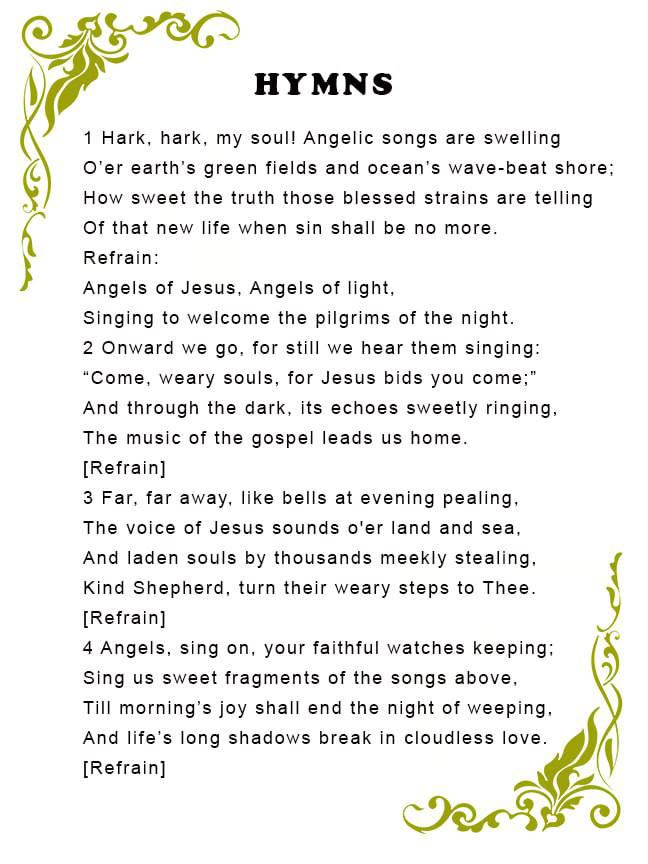 HYMNS
1 Hark, hark, my soul! Angelic songs are swelling
O’er earth’s green fields and ocean’s wave-beat shore;
How sweet the truth those blessed strains are telling
Of that new life when sin shall be no more.
Refrain:
Angels of Jesus, Angels of light,
Singing to welcome the pilgrims of the night.
2 Onward we go, for still we hear them singing:
“Come, weary souls, for Jesus bids you come;”
And through the dark, its echoes sweetly ringing,
The music of the gospel leads us home.
[Refrain]
3 Far, far away, like bells at evening pealing,
The voice of Jesus sounds o'er land and sea,
And laden souls by thousands meekly stealing,
Kind Shepherd, turn their weary steps to Thee.
[Refrain]
4 Angels, sing on, your faithful watches keeping;
Sing us sweet fragments of the songs above,
Till morning’s joy shall end the night of weeping,
And life’s long shadows break in cloudless love.
[Refrain]